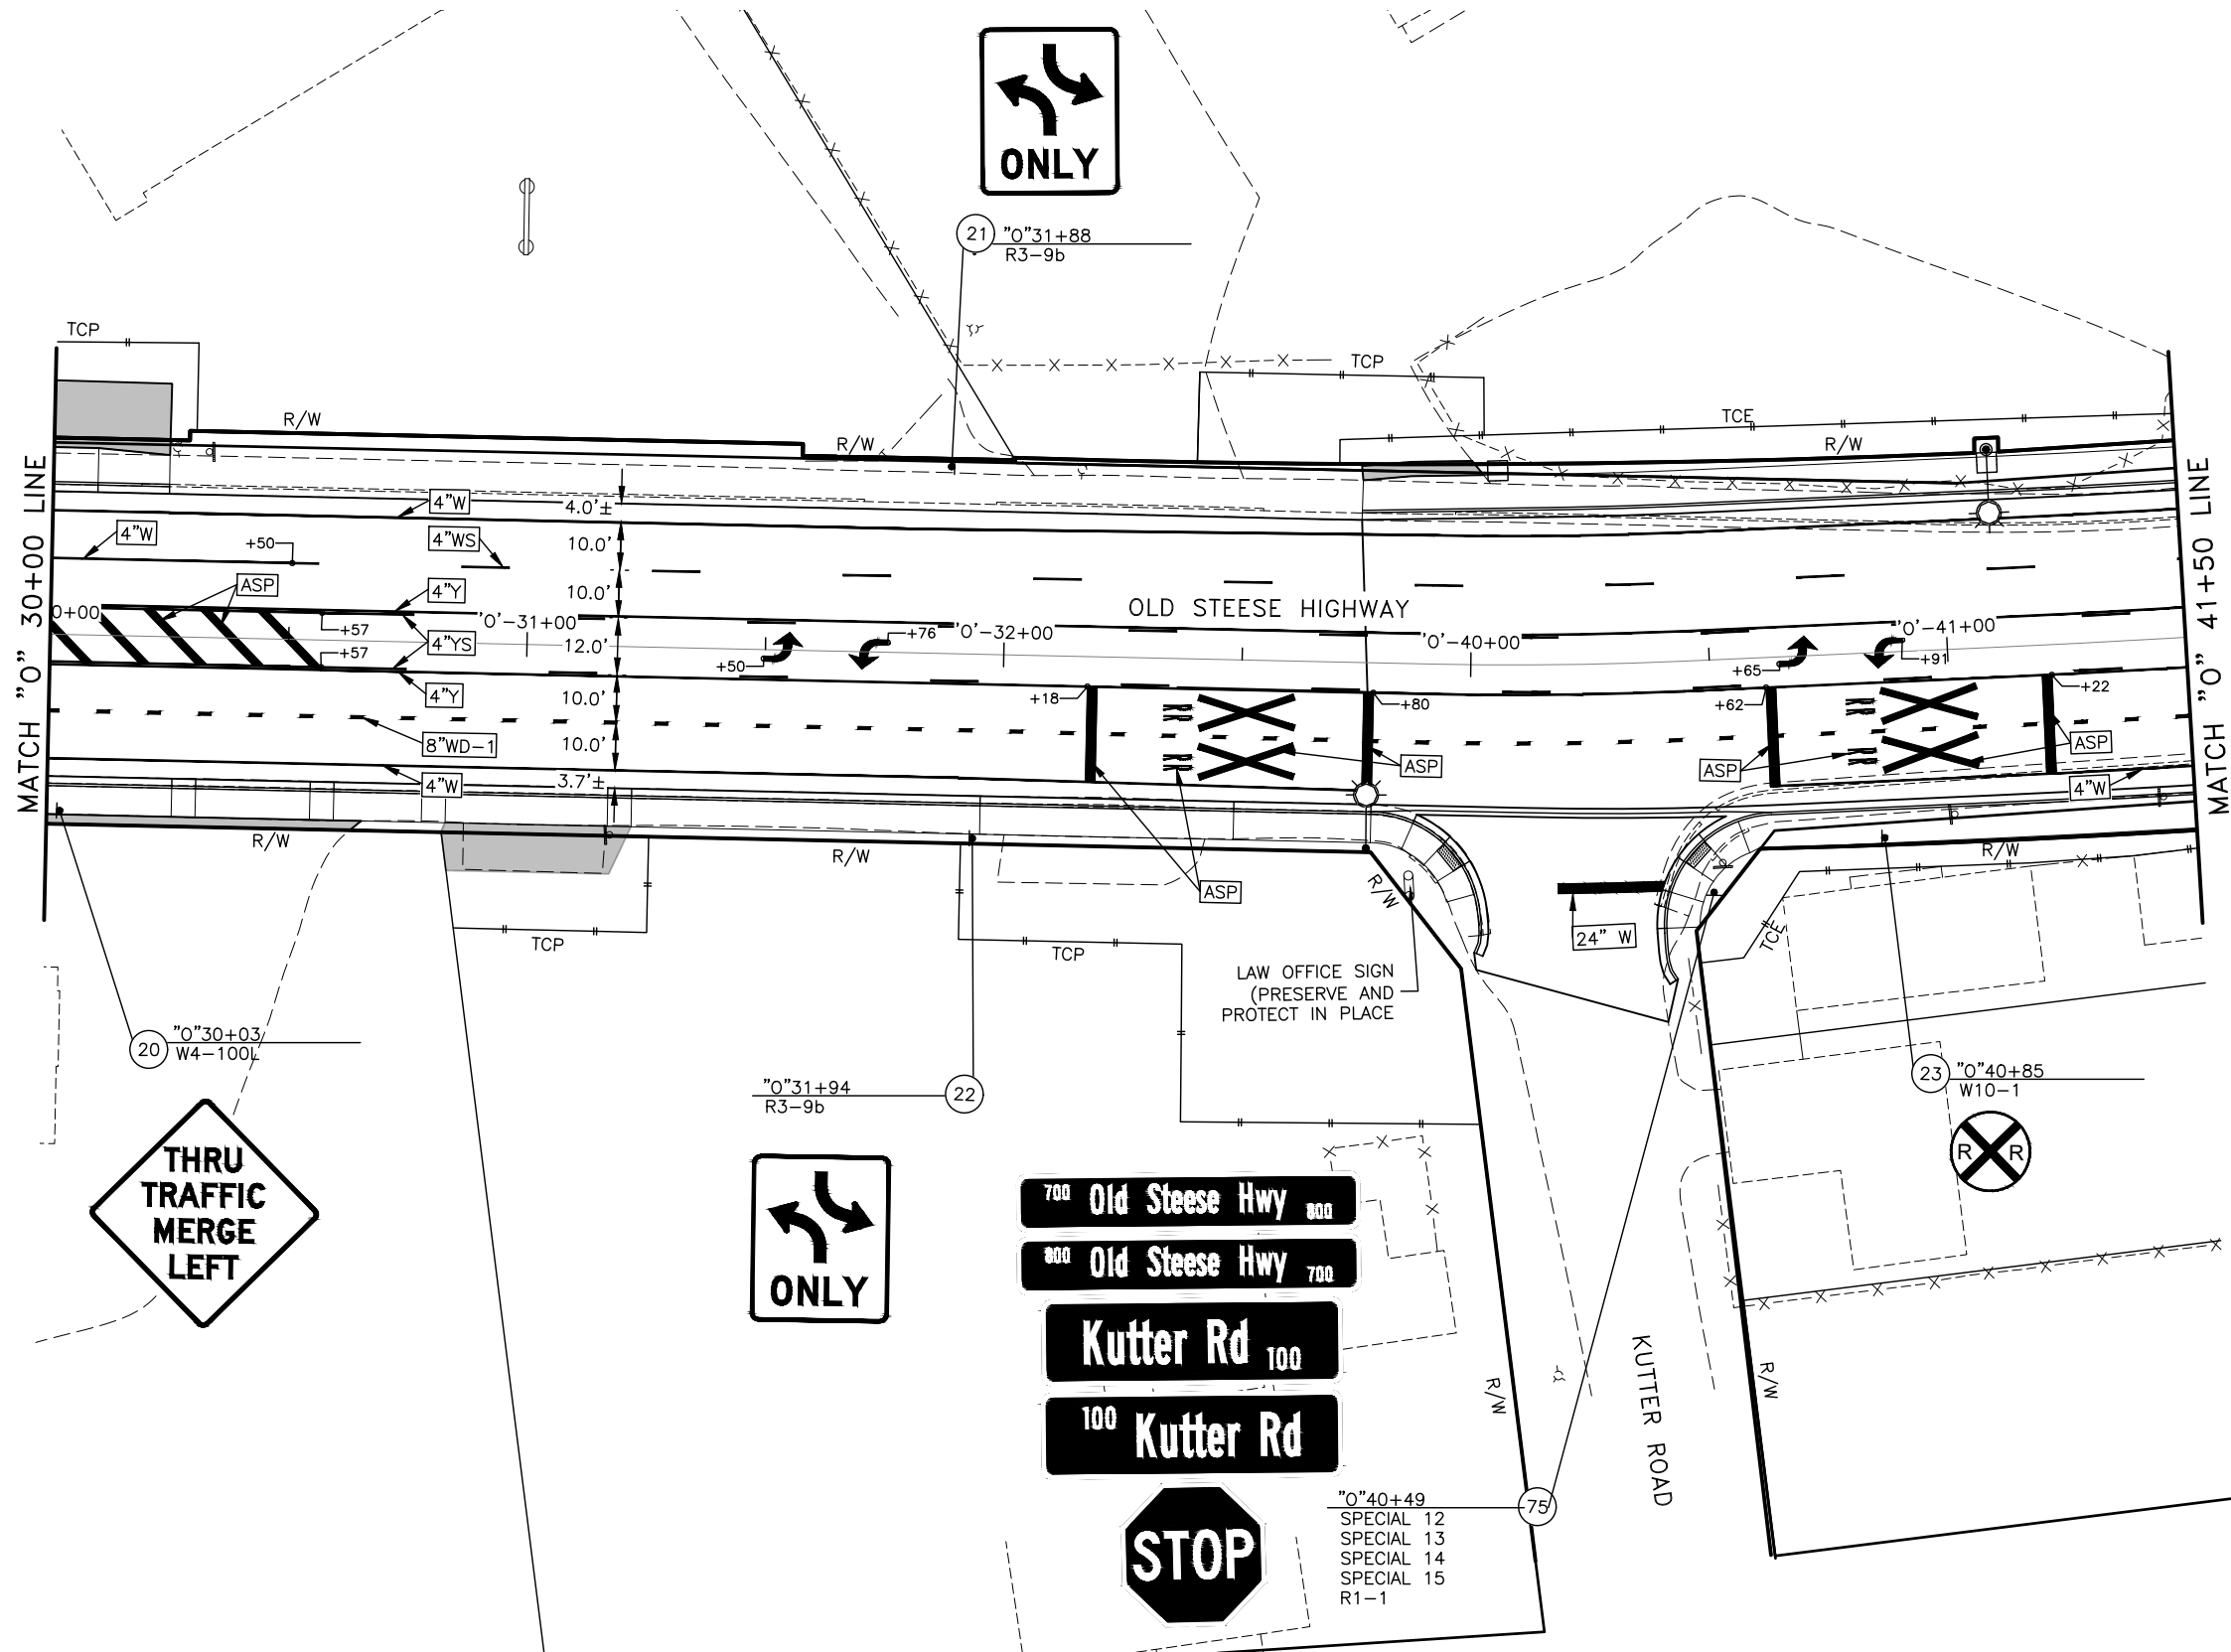 ONLY
21 "O"31+88
R3-9b
TCP
TCP
R/W
R/W
TCE
R/W
MATCH "O" 30+00 LINE
MATCH "O" 41+50 LINE
4"W
4.0'±
4"W
+50
4"WS
10.0'
ASP
4"Y
10.0'
OLD STEESE HIGHWAY
0+00
+57
'O'-31+00
+76
'O'-32+00
'O'-40+00
'O'-41+00
+57
4"YS
12.0'
+50
+65
+91
4"Y
10.0'
+18
+80
+62
+22
RR
RR
8"WD-1
10.0'
ASP
ASP
ASP
4"W
3.7'±
4"W
R/W
R/W
R/W
R/W
ASP
24" W
TCP
TCP
TCE
LAW OFFICE SIGN
(PRESERVE AND
PROTECT IN PLACE
20 "O"30+03
W4-100L
"O"31+94 22
R3-9b
23 "O"40+85
W10-1
R R
THRU
TRAFFIC
MERGE
LEFT
ONLY
700 Old Steese Hwy 800
800 Old Steese Hwy 700
Kutter Rd 100
100 Kutter Rd
STOP
R/W
KUTTER ROAD
R/W
"O"40+49 75
SPECIAL 12
SPECIAL 13
SPECIAL 14
SPECIAL 15
R1-1